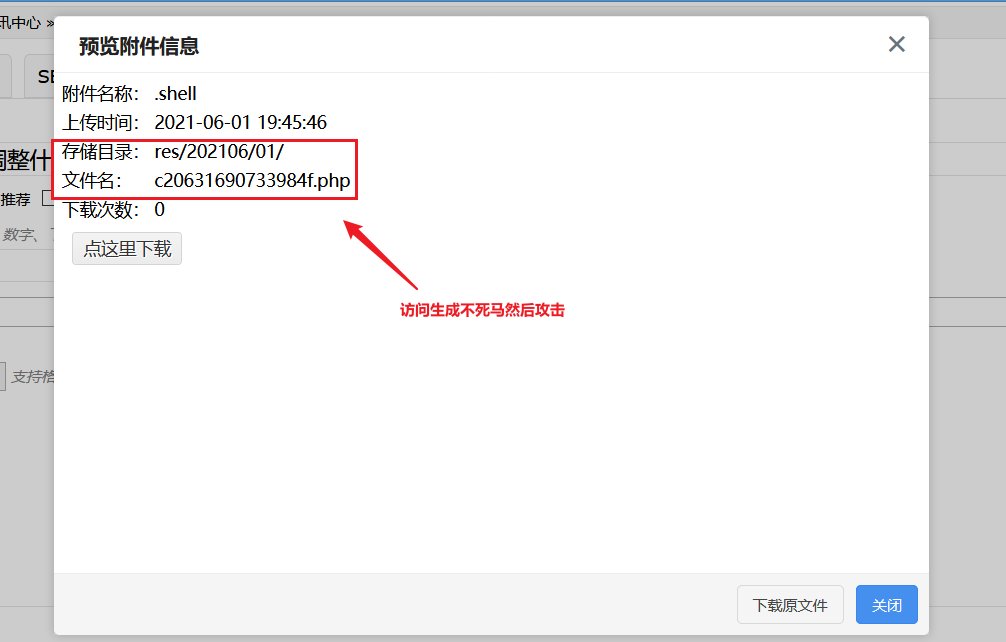 讯中心 »
预览附件信息
SE
附件名称： .shell
上传时间： 2021-06-01 19:45:46
存储目录： res/202106/01/
调整什
文件名： c20631690733984f.php
推荐
下载次数： 0
数字、
点这里下载
访问生成不死马然后攻击
支持格
下载原文件
关闭